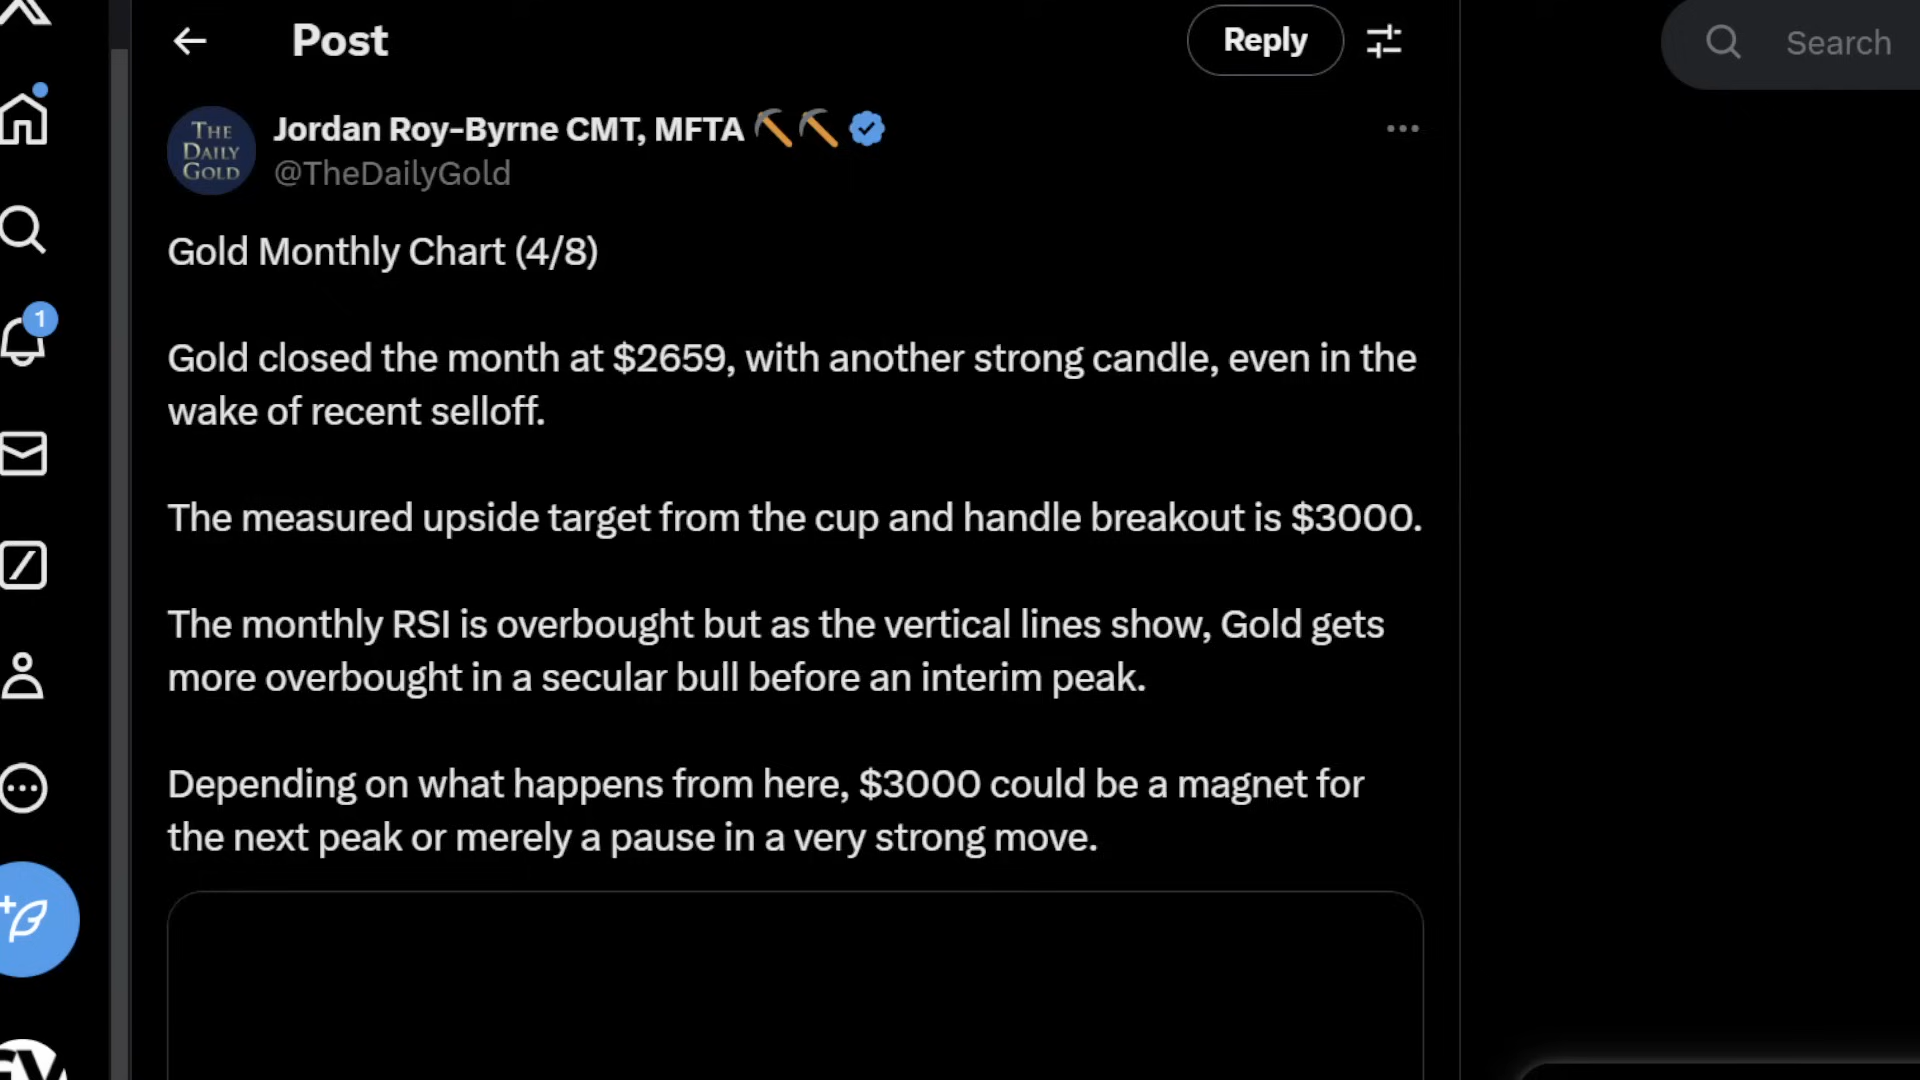 Post
Reply
Search
THE
DAILY
GOLD
Jordan Roy-Byrne CMT, MFTA
@TheDailyGold
Gold Monthly Chart (4/8)
1
Gold closed the month at $2659, with another strong candle, even in the
wake of recent selloff.
The measured upside target from the cup and handle breakout is $3000.
The monthly RSI is overbought but as the vertical lines show, Gold gets
more overbought in a secular bull before an interim peak.
Depending on what happens from here, $3000 could be a magnet for
the next peak or merely a pause in a very strong move.